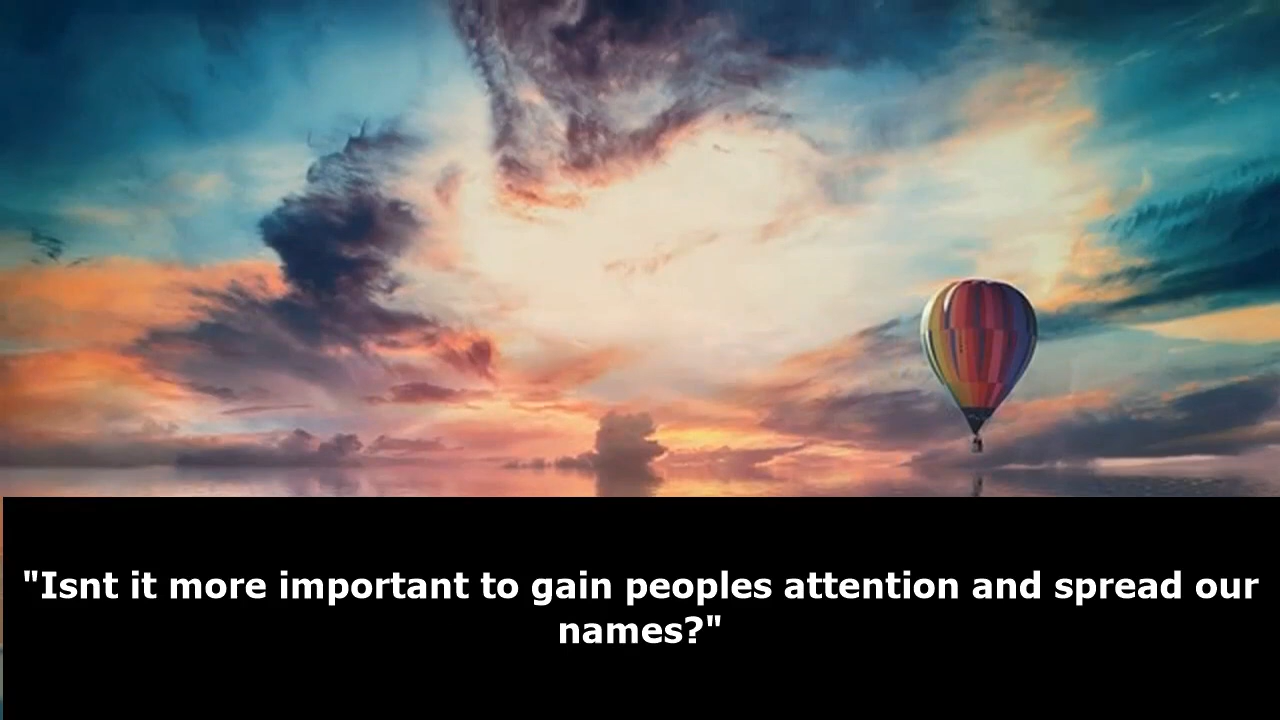 "Isnt it more important to gain peoples attention and spread our
names?"